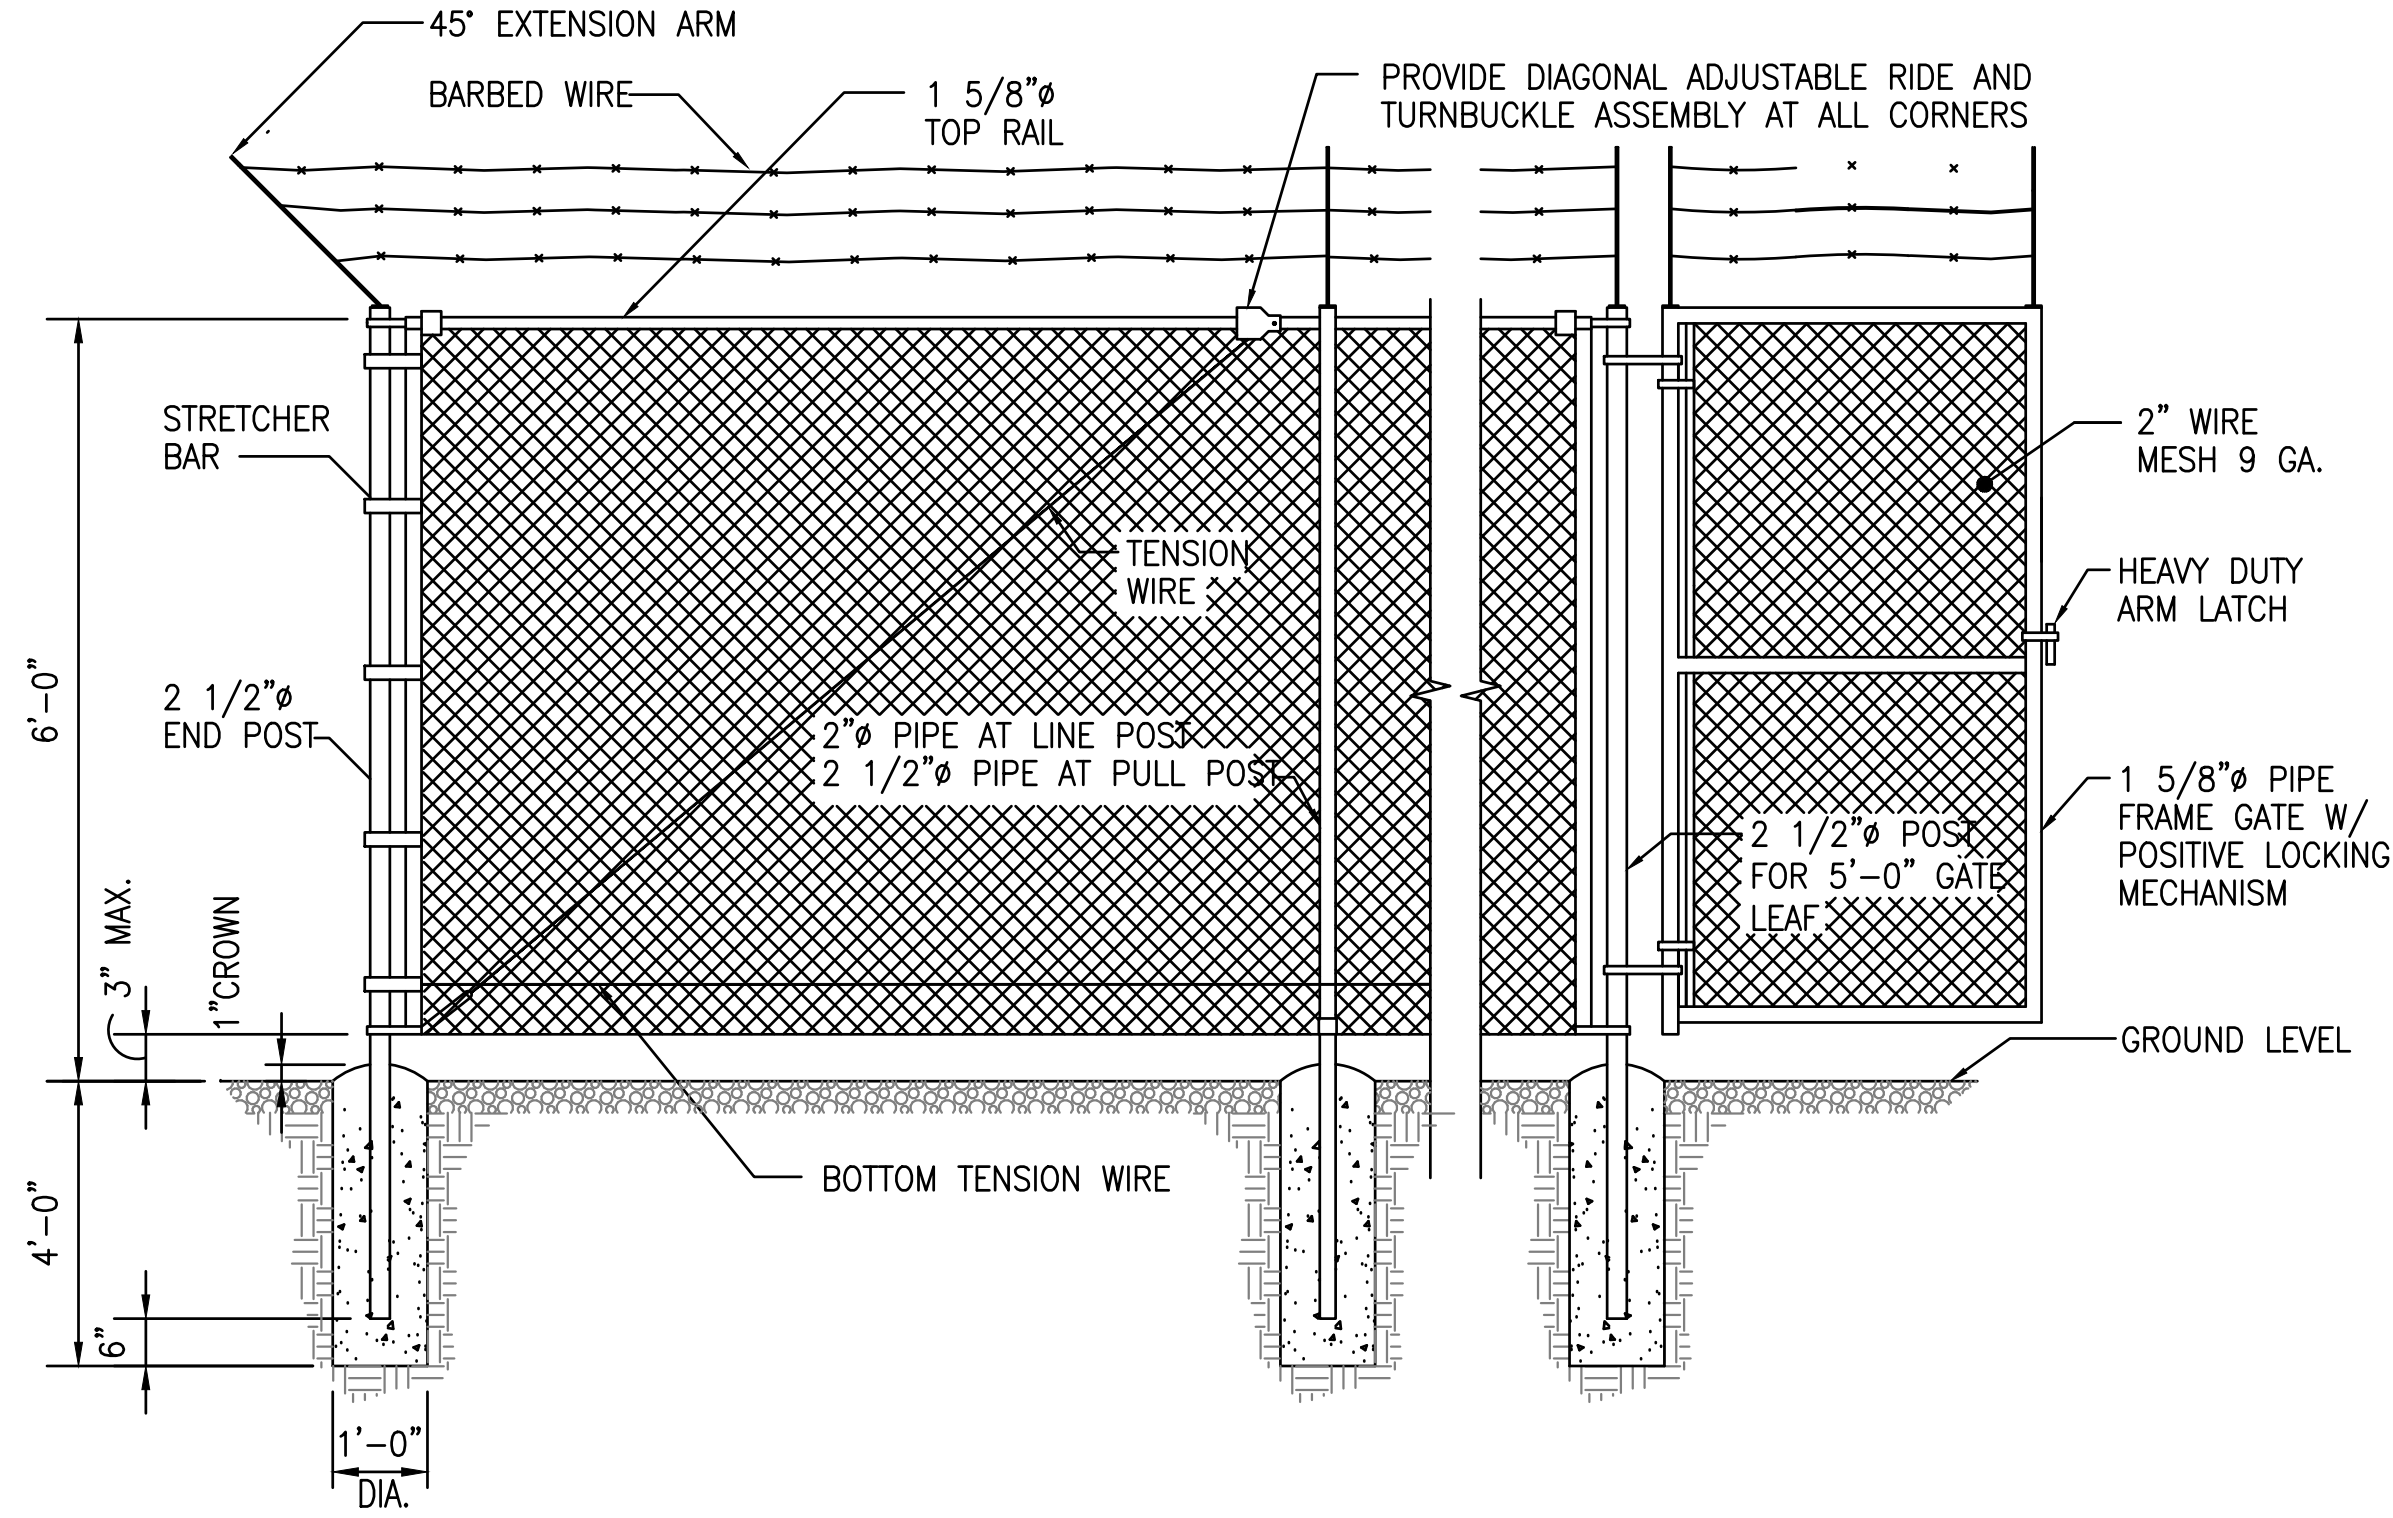 45° EXTENSION ARM
BARBED WIRE
1 5/8"ø
TOP RAIL
PROVIDE DIAGONAL ADJUSTABLE RIDE AND
TURNBUCKLE ASSEMBLY AT ALL CORNERS
STRETCHER
BAR
2" WIRE
MESH 9 GA.
TENSION
WIRE
HEAVY DUTY
ARM LATCH
6'-0"
2 1/2"ø
END POST
2"ø PIPE AT LINE POST
2 1/2"ø PIPE AT PULL POST
2 1/2"ø POST
FOR 5'-0" GATE
LEAF
1 5/8"ø PIPE
FRAME GATE W/
POSITIVE LOCKING
MECHANISM
3" MAX.
1"CROWN
GROUND LEVEL
BOTTOM TENSION WIRE
4'-0"
6"
1'-0"
DIA.